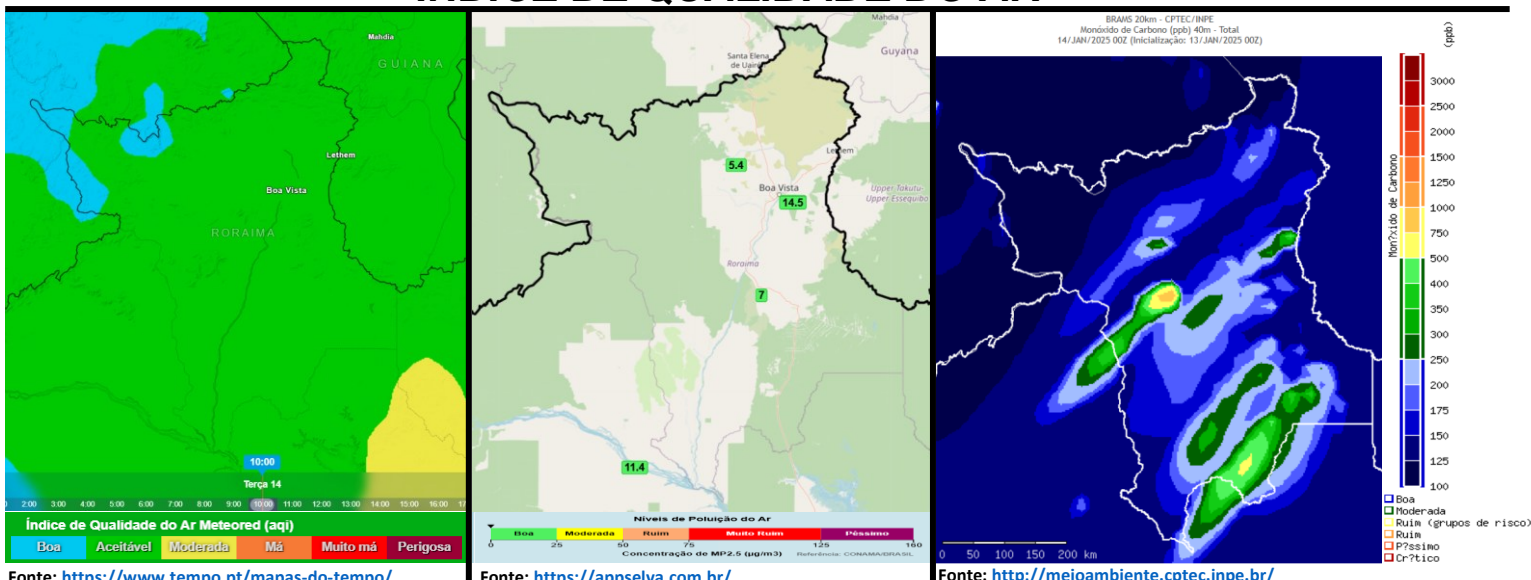 ÍNDICE DE QUALIDADE DO AR
Mahdia
GUIANA
Lethem
Boa Vista
RORAIMA
10:00
Terça 14
2:00 3:00 4:00 5:00 6:00 7:00 8:00 9:00 10:00 11:00 12:00 13:00 14:00 15:00 16:00 17
Índice de Qualidade do Ar Meteored (aqi)
Boa Aceitável Moderada Má Muito má Perigosa
Fonte: https://www.tempo.pt/mapas-do-tempo/
Mahdia
Guyana
Santa Elena
de Uairé
Lethem
5.4
Boa Vista
14.5
Upper Takutu
Upper Essequibo
Roraima
7
11.4
Níveis de Poluição do Ar
Boa Moderada Ruim Muito Ruim Péssimo
0 25 50 75 125 160
Concentração de MP2.5 (µg/m3) Referência: CONAMA/BRASIL
Fonte: https://appselva.com.br/
BRAMS 20km - CPTEC/INPE
Monóxido de Carbono (ppb) 40m - Total
14/JAN/2025 00Z (Inicialização: 13/JAN/2025 00Z)
(ppb)
3000
2500
2000
1500
1250
1000
750
500
400
350
300
250
200
175
150
125
100
Mon?xido de Carbono
Boa
Moderada
Ruim (grupos de risco)
Ruim
P?ssimo
Cr?tico
0 50 100 150 200 km
Fonte: http://meioambiente.cptec.inpe.br/